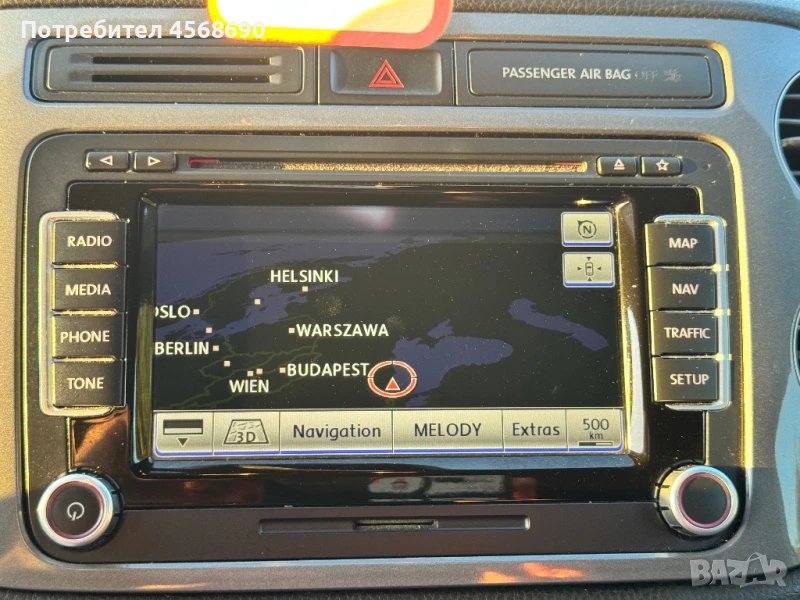 Потребител 4568690
PASSENGER AIR BAG OFF
RADIO
MEDIA
PHONE
TONE
MAP
NAV
TRAFFIC
SETUP
N
HELSINKI
OSLO
WARSZAWA
BERLIN
BUDAPEST
WIEN
3D
Navigation
MELODY
Extras
500
km
BAZAR